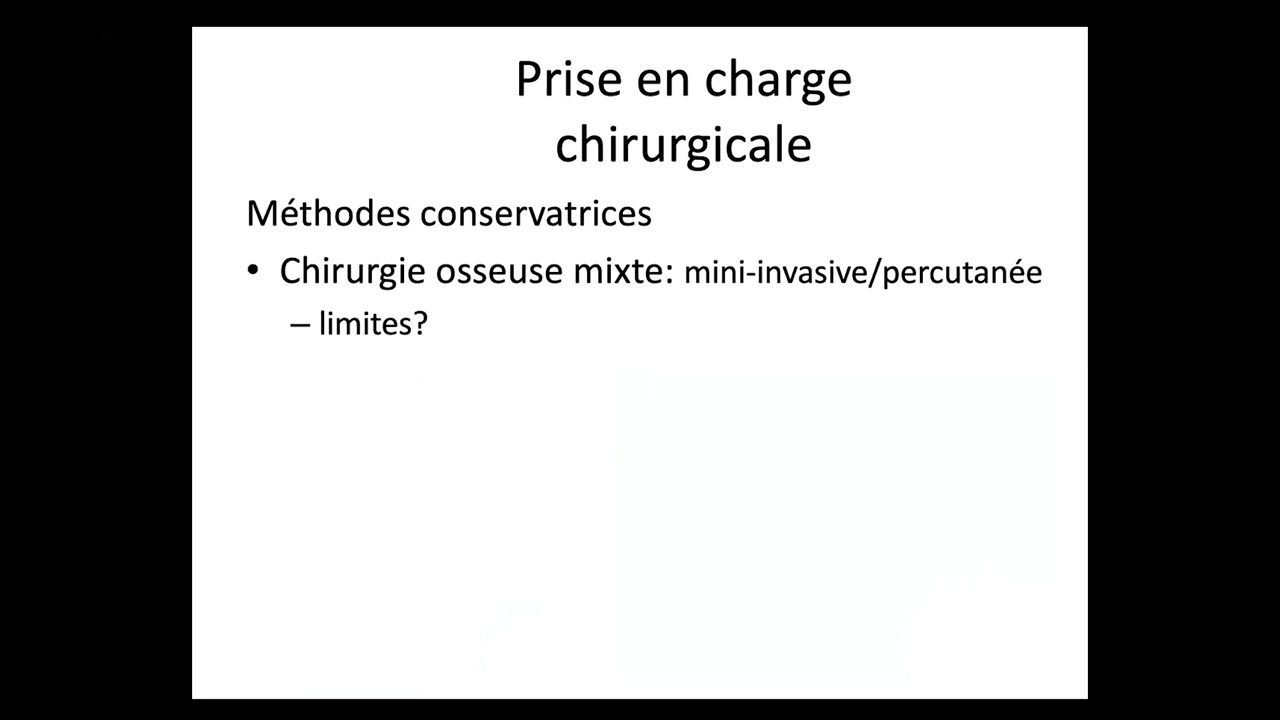 Prise en charge
chirurgicale
Méthodes conservatrices
• Chirurgie osseuse mixte: mini-invasive/percutanée
– limites?